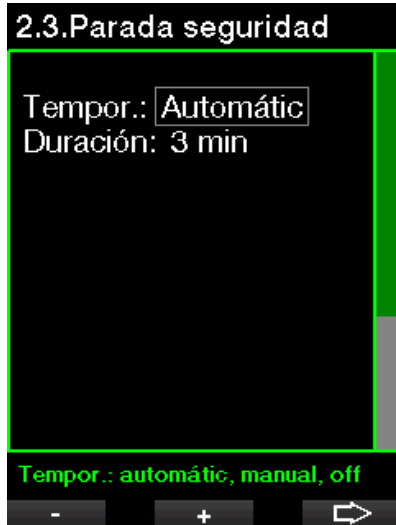 2.3.Parada seguridad
Tempor.: Automátic
Duración: 3 min
Tempor.: automátic, manual, off
- +